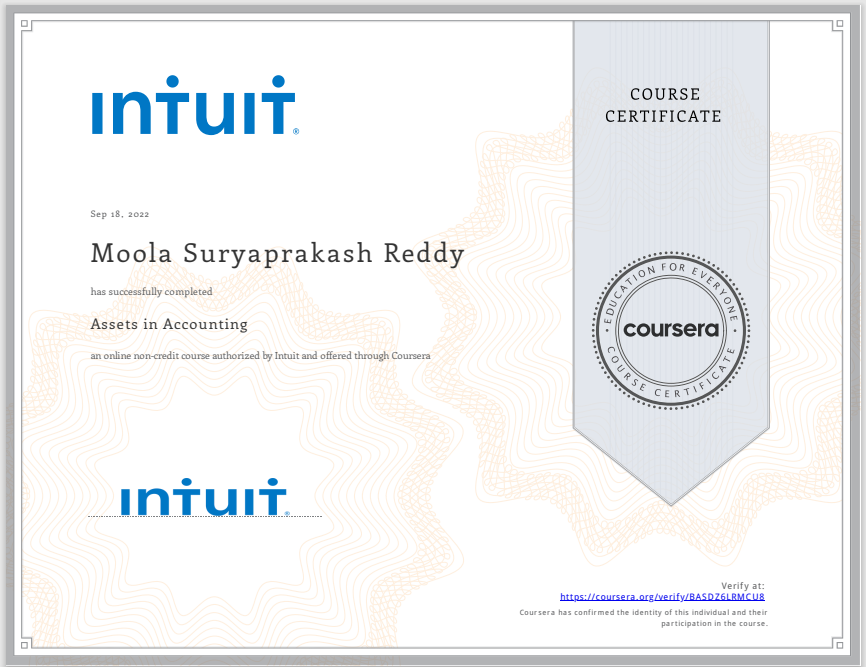 intuit®
COURSE
CERTIFICATE
Sep 18, 2022
Moola Suryaprakash Reddy
has successfully completed
Assets in Accounting
an online non-credit course authorized by Intuit and offered through Coursera
EDUCATION FOR EVERYONE
coursera
COURSE CERTIFICATE
intuit®
Verify at:
https://coursera.org/verify/BASDZ6LRMCU8
Coursera has confirmed the identity of this individual and their
participation in the course.